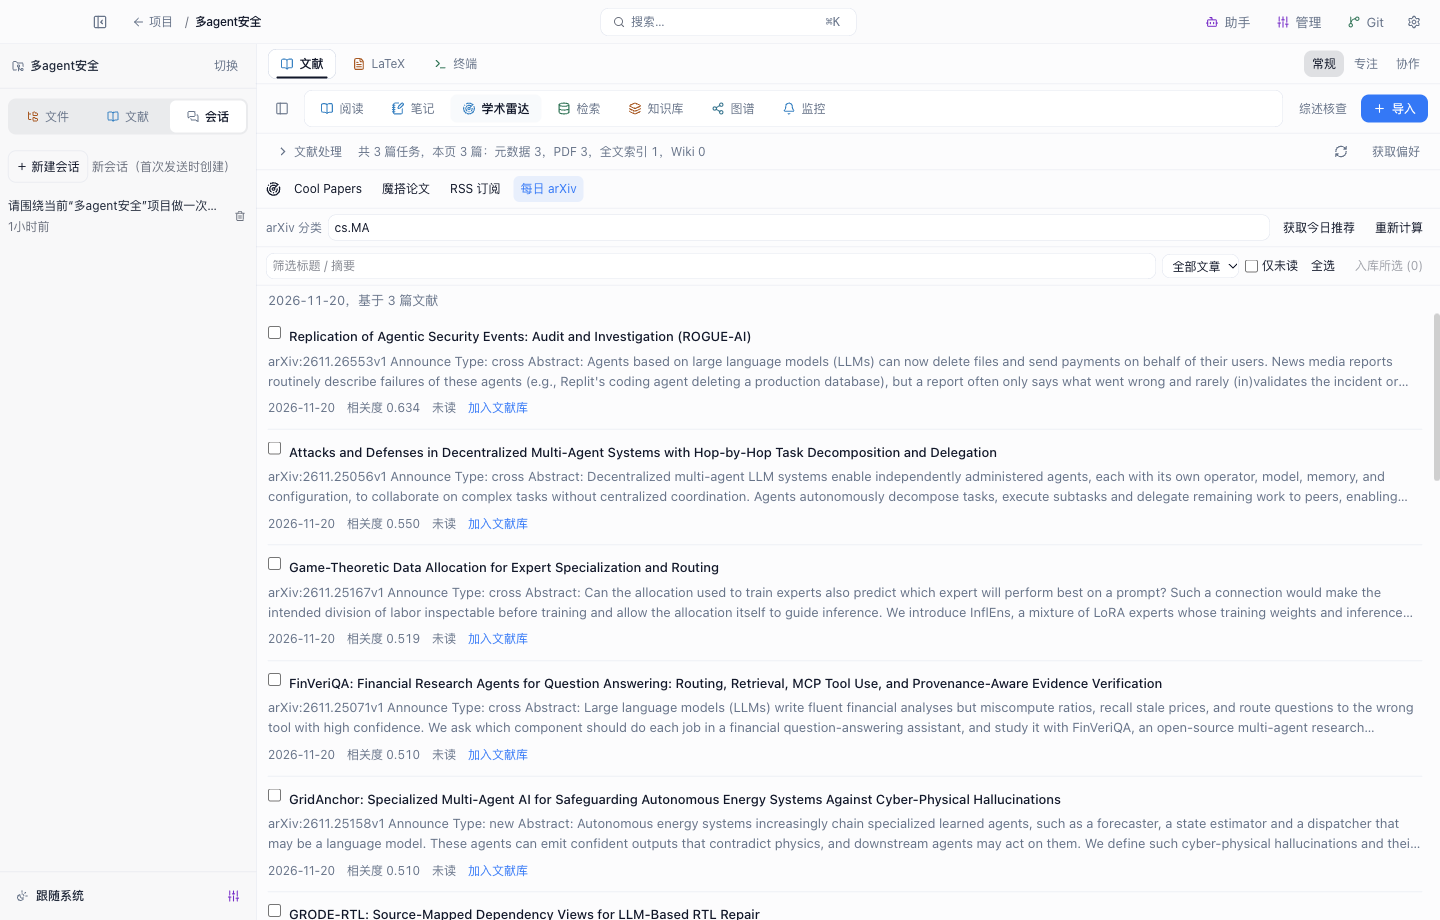 项目 / 多agent安全
搜索... ⌘K
助手 管理 Git
多agent安全 切换
文献 LaTeX 终端
常规 专注 协作
文件 文献 会话
阅读 笔记 学术雷达 检索 知识库 图谱 监控
综述核查 导入
新建会话 新会话（首次发送时创建）
请围绕当前“多agent安全”项目做一次...
1小时前
文献处理 共 3 篇任务，本页 3 篇：元数据 3，PDF 3，全文索引 1，Wiki 0
获取偏好
Cool Papers 魔搭论文 RSS 订阅 每日 arXiv
arXiv 分类 cs.MA 获取今日推荐 重新计算
筛选标题 / 摘要 全部文章 仅未读 全选 入库所选 (0)
2026-11-20，基于 3 篇文献
Replication of Agentic Security Events: Audit and Investigation (ROGUE-AI)
arXiv:2611.26553v1 Announce Type: cross Abstract: Agents based on large language models (LLMs) can now delete files and send payments on behalf of their users. News media reports
routinely describe failures of these agents (e.g., Replit's coding agent deleting a production database), but a report often only says what went wrong and rarely (in)validates the incident or...
2026-11-20 相关度 0.634 未读 加入文献库
Attacks and Defenses in Decentralized Multi-Agent Systems with Hop-by-Hop Task Decomposition and Delegation
arXiv:2611.25056v1 Announce Type: cross Abstract: Decentralized multi-agent LLM systems enable independently administered agents, each with its own operator, model, memory, and
configuration, to collaborate on complex tasks without centralized coordination. Agents autonomously decompose tasks, execute subtasks and delegate remaining work to peers, enabling...
2026-11-20 相关度 0.550 未读 加入文献库
Game-Theoretic Data Allocation for Expert Specialization and Routing
arXiv:2611.25167v1 Announce Type: cross Abstract: Can the allocation used to train experts also predict which expert will perform best on a prompt? Such a connection would make the
intended division of labor inspectable before training and allow the allocation itself to guide inference. We introduce InflEns, a mixture of LoRA experts whose training weights and inference...
2026-11-20 相关度 0.519 未读 加入文献库
FinVeriQA: Financial Research Agents for Question Answering: Routing, Retrieval, MCP Tool Use, and Provenance-Aware Evidence Verification
arXiv:2611.25071v1 Announce Type: cross Abstract: Large language models (LLMs) write fluent financial analyses but miscompute ratios, recall stale prices, and route questions to the wrong
tool with high confidence. We ask which component should do each job in a financial question-answering assistant, and study it with FinVeriQA, an open-source multi-agent research...
2026-11-20 相关度 0.510 未读 加入文献库
GridAnchor: Specialized Multi-Agent AI for Safeguarding Autonomous Energy Systems Against Cyber-Physical Hallucinations
arXiv:2611.25158v1 Announce Type: new Abstract: Autonomous energy systems increasingly chain specialized learned agents, such as a forecaster, a state estimator and a dispatcher that
may be a language model. These agents can emit confident outputs that contradict physics, and downstream agents may act on them. We define such cyber-physical hallucinations and thei...
2026-11-20 相关度 0.510 未读 加入文献库
GRODE-RTL: Source-Mapped Dependency Views for LLM-Based RTL Repair
跟随系统